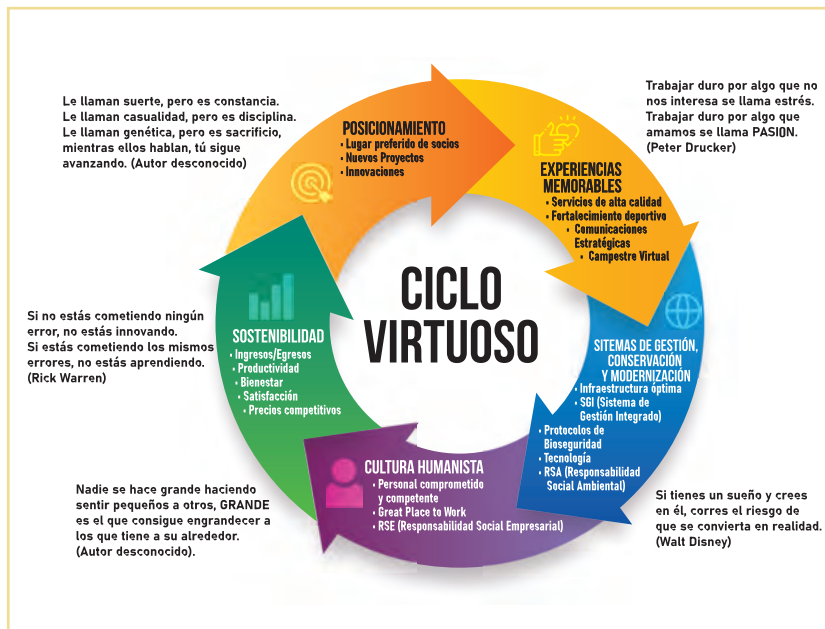 Le llaman suerte, pero es constancia.
Le llaman casualidad, pero es disciplina.
Le llaman genética, pero es sacrificio,
mientras ellos hablan, tú sigue
avanzando. (Autor desconocido)
Trabajar duro por algo que no
nos interesa se llama estrés.
Trabajar duro por algo que
amamos se llama PASION.
(Peter Drucker)
POSICIONAMIENTO
• Lugar preferido de socios
• Nuevos Proyectos
• Innovaciones
EXPERIENCIAS
MEMORABLES
• Servicios de alta calidad
• Fortalecimiento deportivo
• Comunicaciones
Estratégicas
• Campestre Virtual
CICLO
VIRTUOSO
Si no estás cometiendo ningún
error, no estás innovando.
Si estás cometiendo los mismos
errores, no estás aprendiendo.
(Rick Warren)
SOSTENIBILIDAD
• Ingresos/Egresos
• Productividad
• Bienestar
• Satisfacción
• Precios competitivos
SITEMAS DE GESTIÓN,
CONSERVACIÓN
Y MODERNIZACIÓN
• Infraestructura óptima
• SGI (Sistema de
Gestión Integrado)
• Protocolos de
Bioseguridad
• Tecnología
• RSA (Responsabilidad
Social Ambiental)
CULTURA HUMANISTA
• Personal comprometido
y competente
• Great Place to Work
• RSE (Responsabilidad Social Empresarial)
Nadie se hace grande haciendo
sentir pequeños a otros, GRANDE
es el que consigue engrandecer a
los que tiene a su alrededor.
(Autor desconocido).
Si tienes un sueño y crees
en él, corres el riesgo de
que se convierta en realidad.
(Walt Disney)